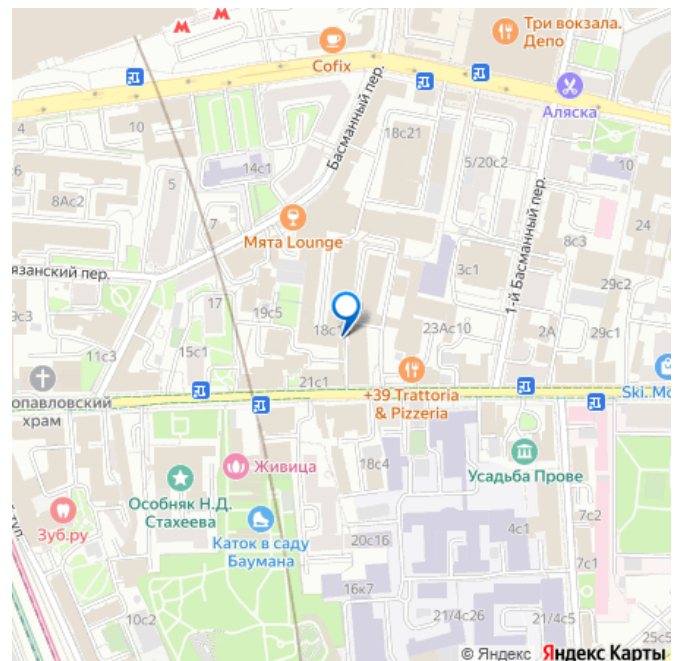 Три вокзала.
Депо
Cofix
Аляска
4
10
Басманный пер.
18с21
5/20с2
10
6
14с1
8Ас2
5
7
Мята Lounge
1-й Басманный пер.
24
8с3
язанский пер.
3с1
29с2
17
19с5
9с3
18с1
23Ас10
2А
29с1
15с1
11с3
21с1
+39 Trattoria
& Pizzeria
Ski. Mo
опавловский
храм
Живица
18с4
Усадьба Прове
Особняк Н.Д.
Стахеева
Зуб.ру
туп.
Каток в саду
Баумана
4с1
7с2
20с16
7с1
16к7
10с2
21/4с26
21/4с5
25с5
© Яндекс Яндекс Карты